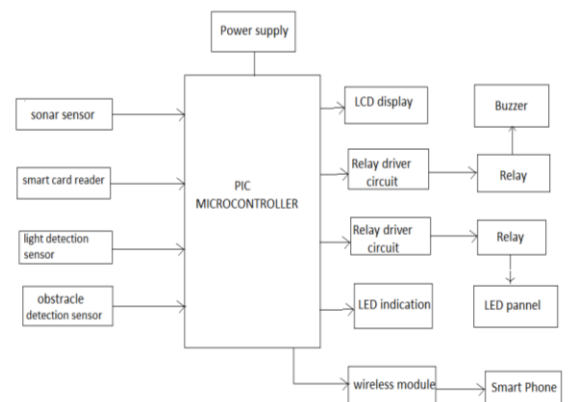 Power supply
sonar sensor
smart card reader
light detection
sensor
obstracle
detection sensor
PIC
MICROCONTROLLER
LCD display
Relay driver
circuit
Relay
Buzzer
Relay driver
circuit
Relay
LED pannel
LED indication
wireless module
Smart Phone